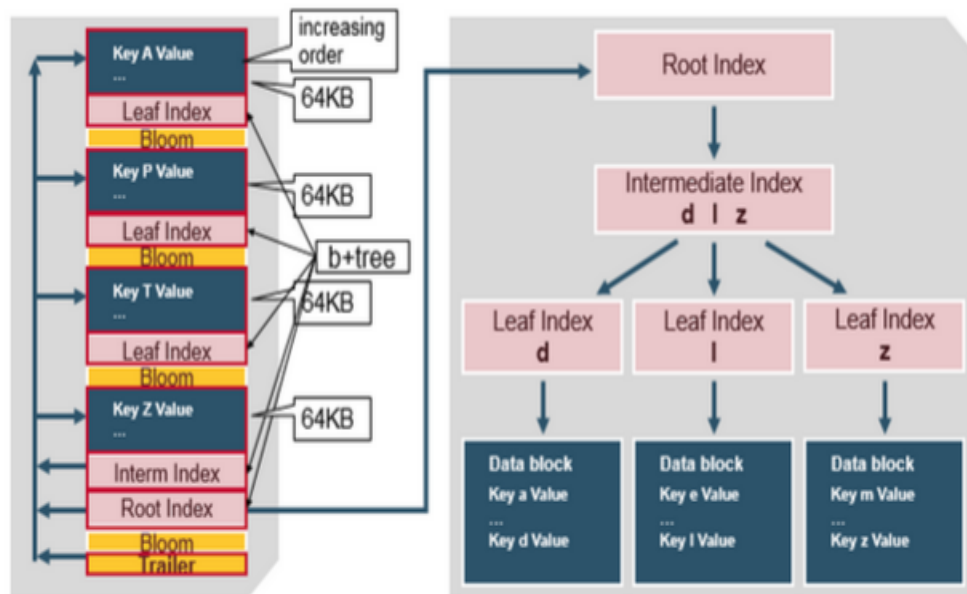 Key A Value
...
Leaf Index
Bloom
Key P Value
...
Leaf Index
Bloom
Key T Value
...
Leaf Index
Bloom
Key Z Value
...
Interm Index
Root Index
Bloom
Trailer
increasing
order
64KB
64KB
b+tree
64KB
64KB
Root Index
Intermediate Index
d l z
Leaf Index
d
Leaf Index
l
Leaf Index
z
Data block
Key a Value
...
Key d Value
Data block
Key e Value
...
Key l Value
Data block
Key m Value
...
Key z Value